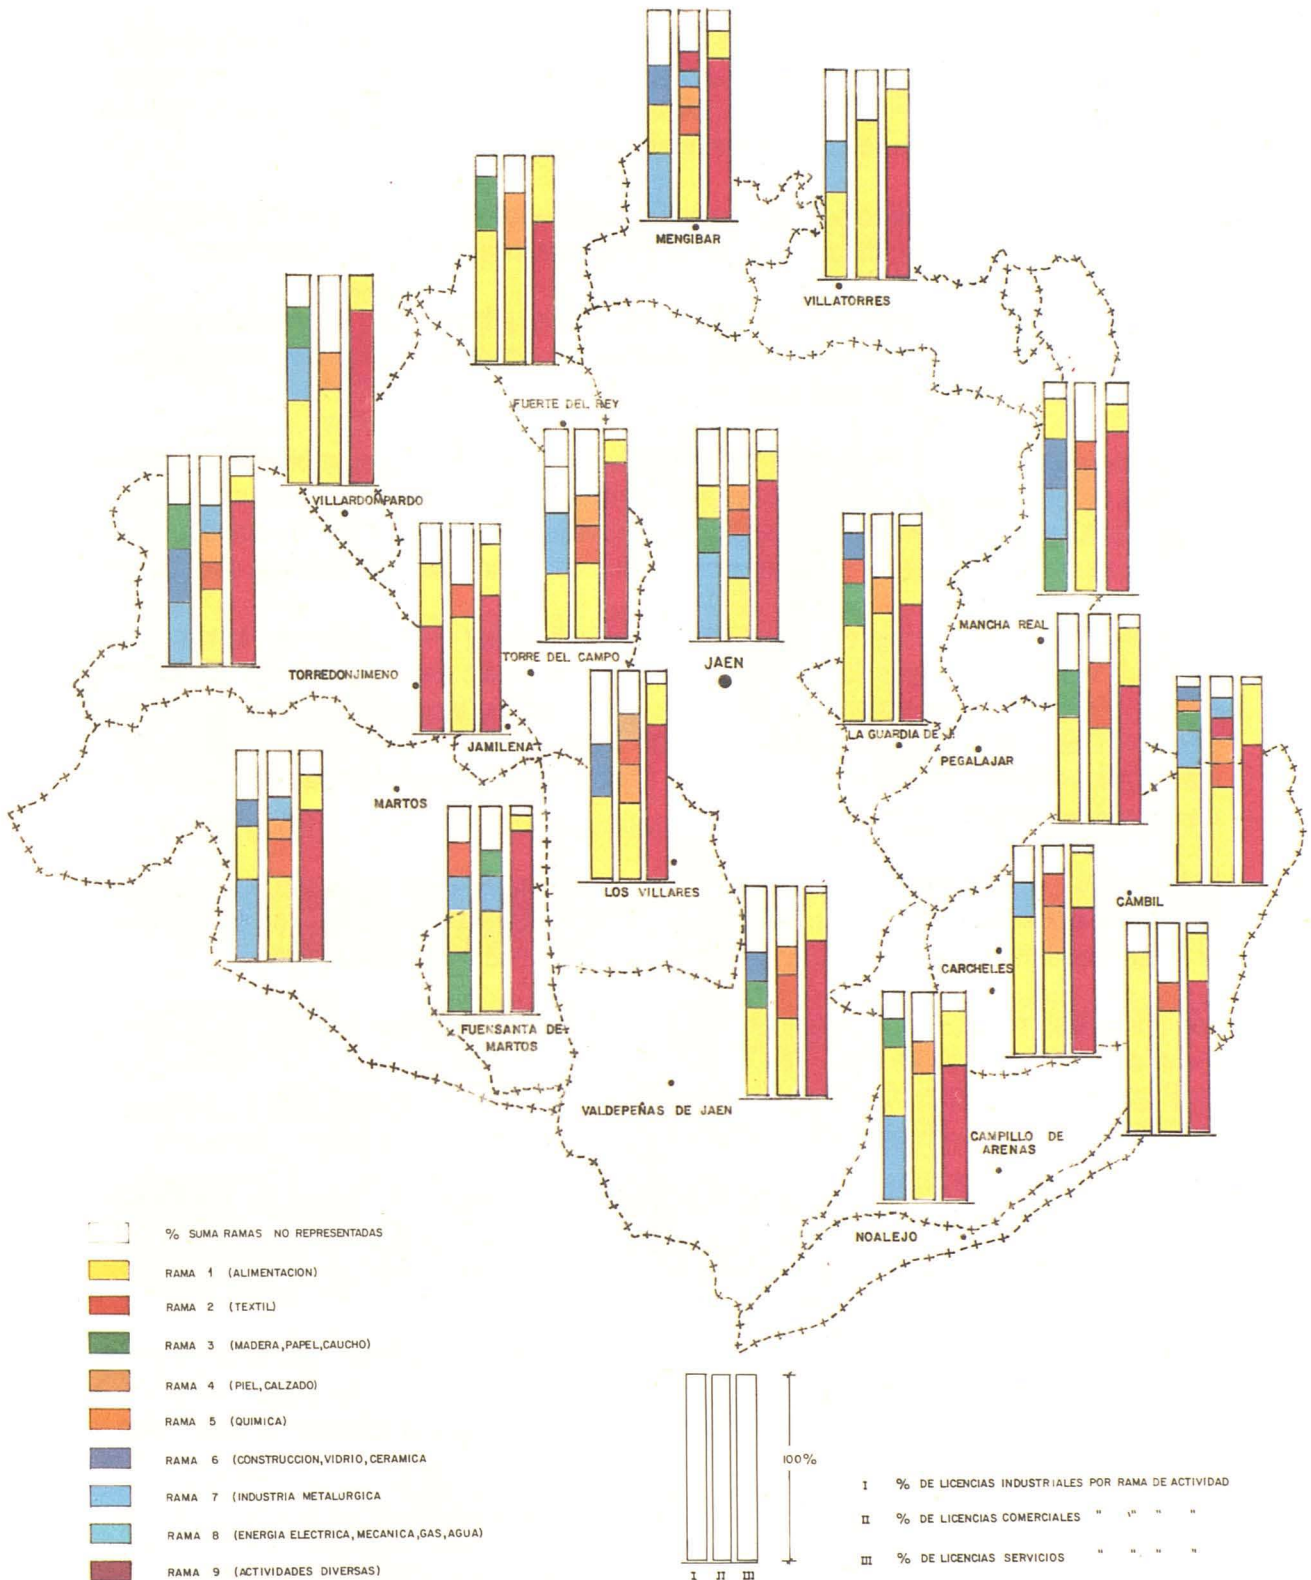 MENGIBAR
VILLATORRES
FUERTE DEL REY
VILLARDOMPARDO
MANCHA REAL
TORRE DEL CAMPO
JAEN
TORREDONJIMENO
LA GUARDIA DE J.
JAMILENA
PEGALAJAR
MARTOS
LOS VILLARES
CAMBIL
CARCHELES
FUENSANTA DE
MARTOS
VALDEPEÑAS DE JAEN
CAMPILLO DE
ARENAS
NOALEJO
% SUMA RAMAS NO REPRESENTADAS
RAMA 1 (ALIMENTACION)
RAMA 2 (TEXTIL)
RAMA 3 (MADERA,PAPEL,CAUCHO)
RAMA 4 (PIEL,CALZADO)
RAMA 5 (QUIMICA)
RAMA 6 (CONSTRUCCION,VIDRIO,CERAMICA
RAMA 7 (INDUSTRIA METALURGICA
RAMA 8 (ENERGIA ELECTRICA, MECANICA,GAS,AGUA)
RAMA 9 (ACTIVIDADES DIVERSAS)
100%
I II III
I % DE LICENCIAS INDUSTRIALES POR RAMA DE ACTIVIDAD
II % DE LICENCIAS COMERCIALES " " " "
III % DE LICENCIAS SERVICIOS " " " "